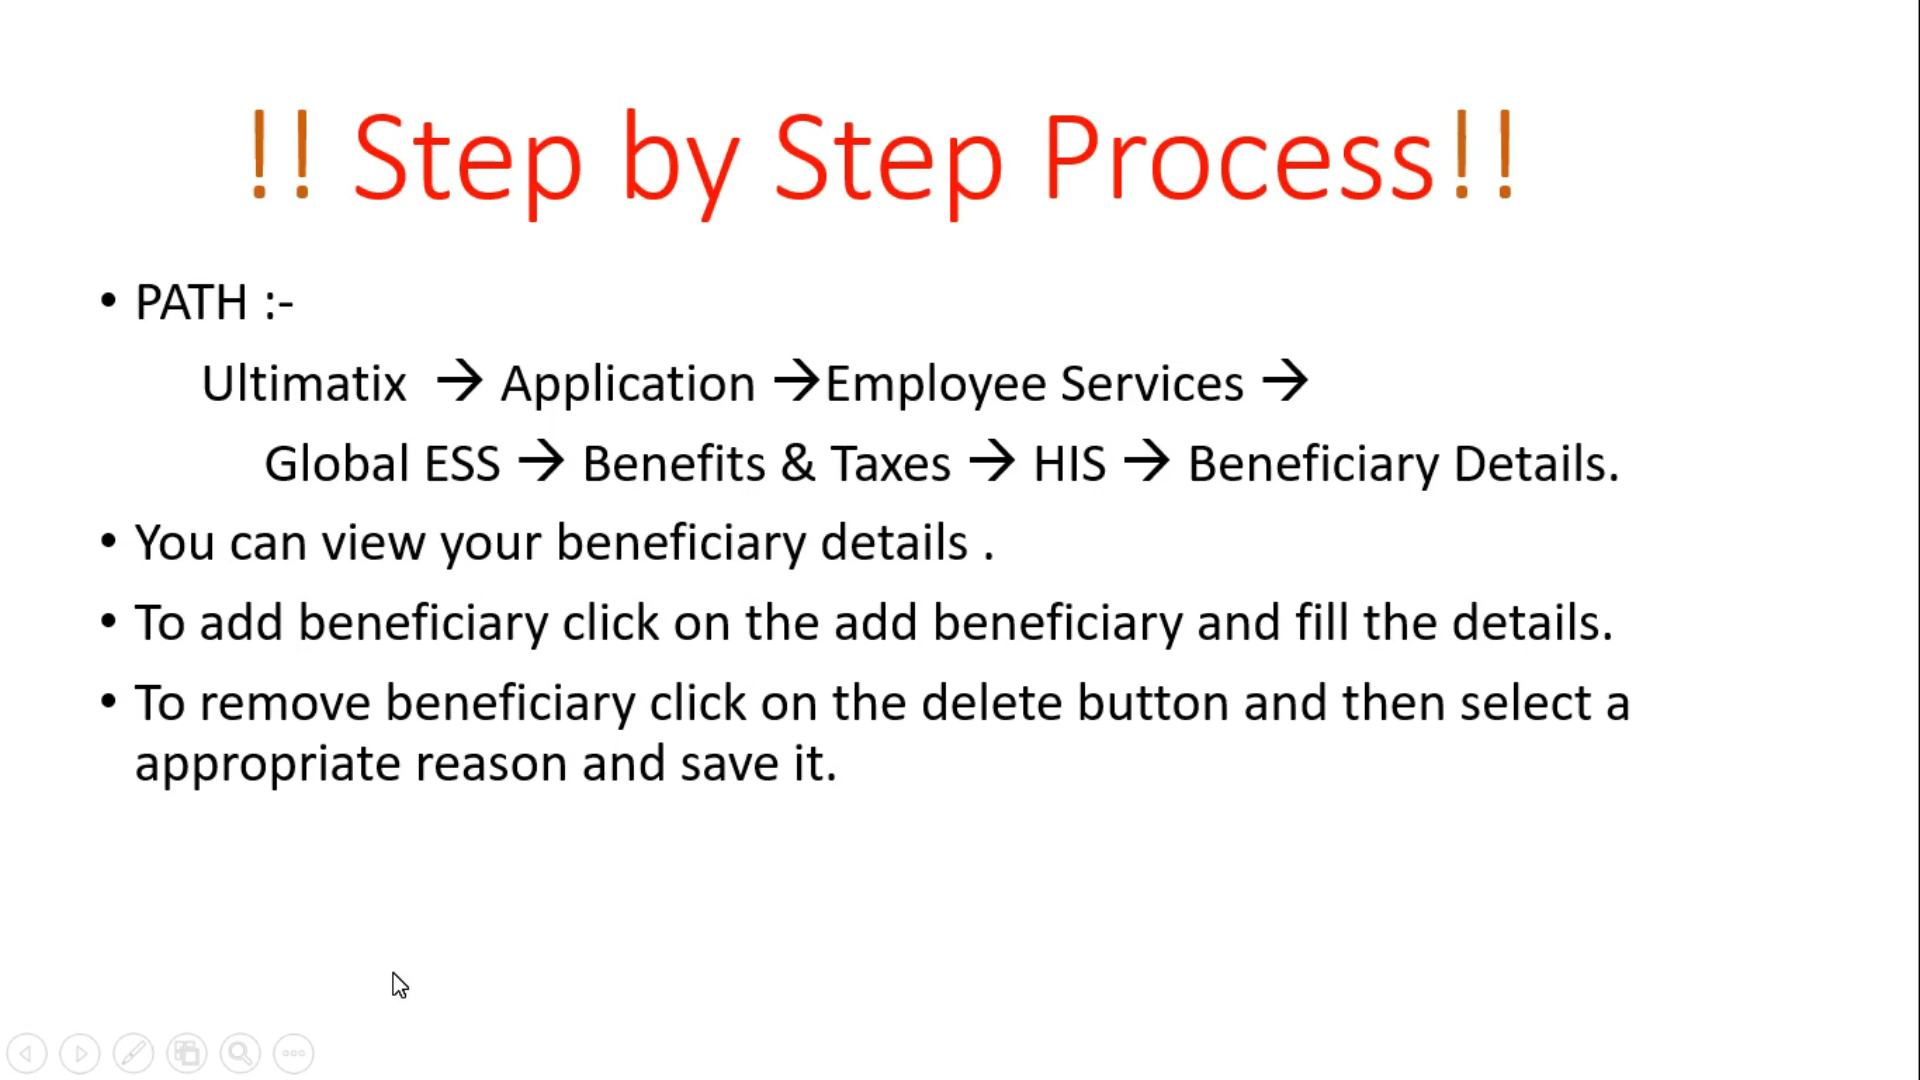 !! Step by Step Process!!
• PATH :-
Ultimatix → Application →Employee Services →
Global ESS → Benefits & Taxes → HIS → Beneficiary Details.
• You can view your beneficiary details .
• To add beneficiary click on the add beneficiary and fill the details.
• To remove beneficiary click on the delete button and then select a
appropriate reason and save it.